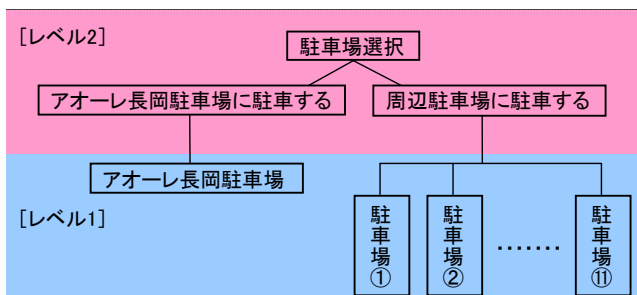 [レベル2]
駐車場選択
アオーレ長岡駐車場に駐車する
周辺駐車場に駐車する
アオーレ長岡駐車場
[レベル1]
駐車場①
駐車場②
·······
駐車場⑪